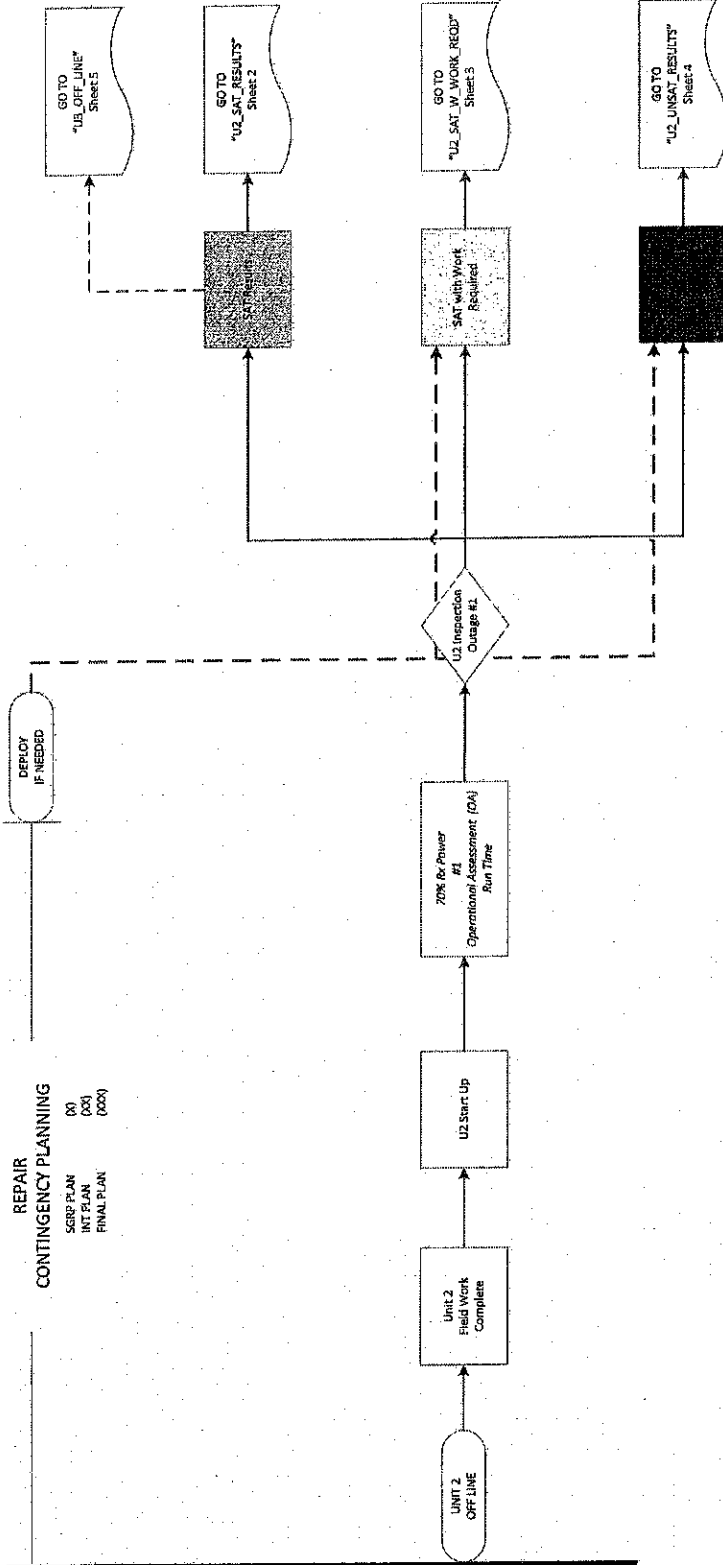 REPAIR
CONTINGENCY PLANNING
SGRP PLAN (X)
INT PLAN (XX)
FINAL PLAN (XXX)
DEPLOY
IF NEEDED
UNIT 2
OFF LINE
Unit 2
Field Work
Complete
U2 Start Up
70% Rx Power
#1
Operational Assessment (OA)
Run Time
U2 Inspection
Outage #1
SAT Results
SAT with Work
Required
GO TO
"U3_OFF_LINE"
Sheet 5
GO TO
"U2_SAT_RESULTS"
Sheet 2
GO TO
"U2_SAT_W_WORK_REQD"
Sheet 3
GO TO
"U2_UNSAT_RESULTS"
Sheet 4